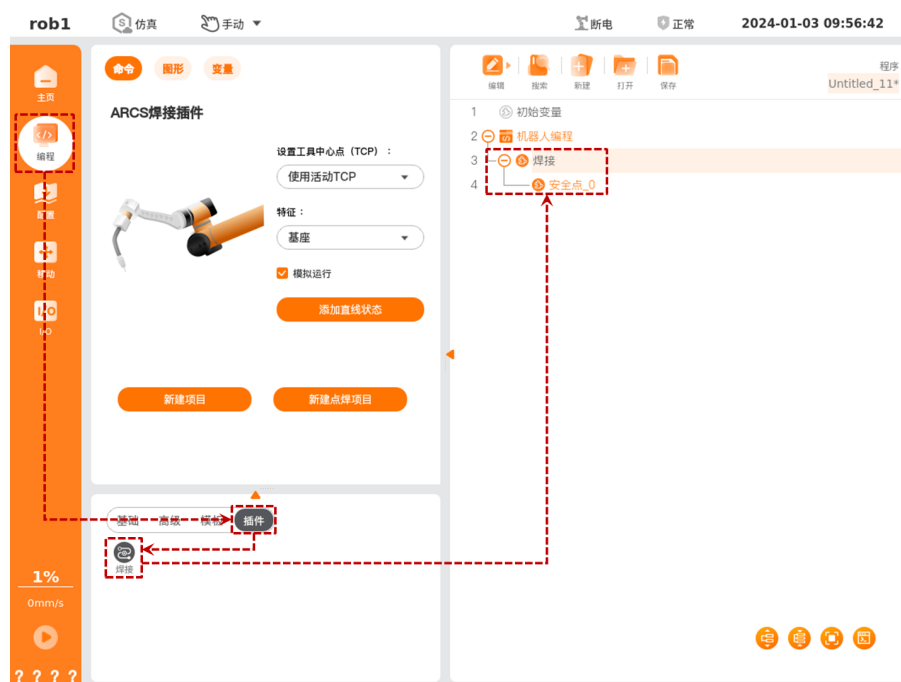 rob1 仿真 手动 断电 正常 2024-01-03 09:56:42
主页
编程
配置
移动
I/O
I/O
1%
0mm/s
? ? ? ?
命令 图形 变量
ARCS焊接插件
设置工具中心点（TCP）：
使用活动TCP
特征：
基座
模拟运行
添加直线状态
新建项目 新建点焊项目
基础 高级 模板 插件
焊接
编辑 搜索 新建 打开 保存
程序
Untitled_11*
1 初始变量
2 机器人编程
3 焊接
4 安全点_0